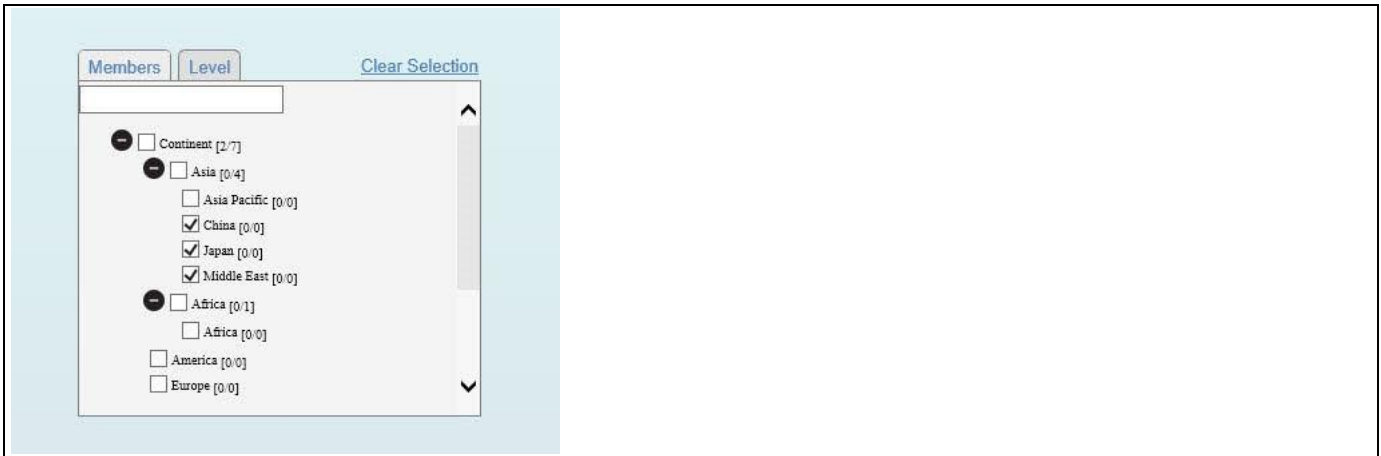 Members Level Clear Selection
Continent [2/7]
Asia [0/4]
Asia Pacific [0/0]
China [0/0]
Japan [0/0]
Middle East [0/0]
Africa [0/1]
Africa [0/0]
America [0/0]
Europe [0/0]